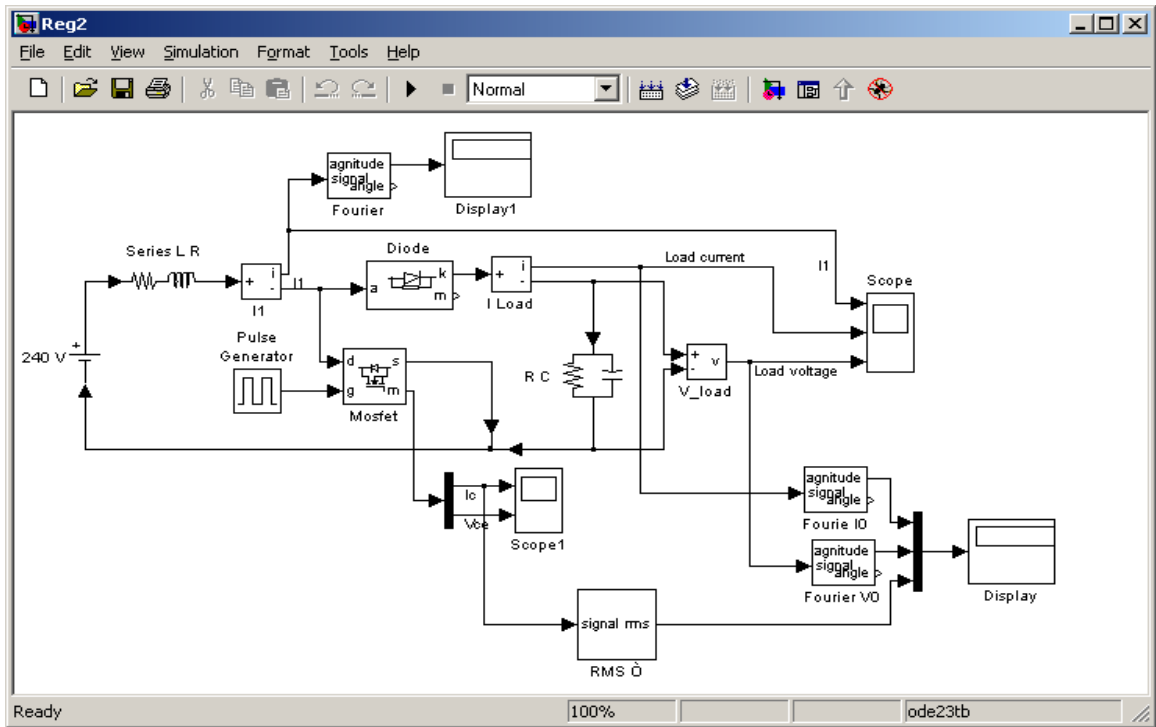 Reg2
File Edit View Simulation Format Tools Help
Normal
agnitude
signal
angle
Fourier
Display1
Series L R
Diode
i
+
-
I1
I1
a
k
m
+
i
-
I Load
Load current
I1
Scope
240 V
+
Pulse
Generator
d
g
s
m
Mosfet
R C
+
-
v
V_load
Load voltage
Ic
Vce
Scope1
agnitude
signal
angle
Fourie I0
agnitude
signal
angle
Fourier V0
Display
signal rms
RMS Ò
Ready
100%
ode23tb